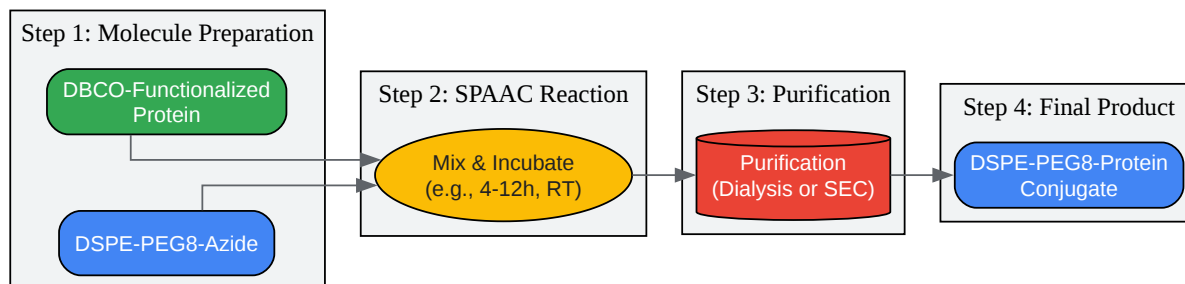 Step 1: Molecule Preparation
DBCO-Functionalized
Protein
DSPE-PEG8-Azide
Step 2: SPAAC Reaction
Mix & Incubate
(e.g., 4-12h, RT)
Step 3: Purification
Purification
(Dialysis or SEC)
Step 4: Final Product
DSPE-PEG8-Protein
Conjugate